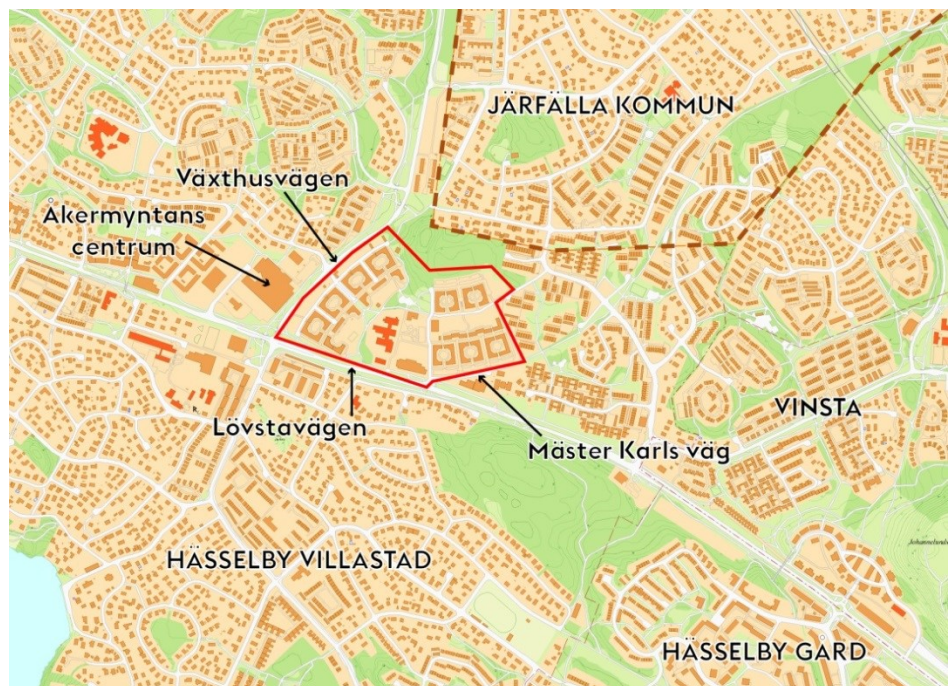 JÄRFÄLLA KOMMUN
Växthusvägen
Åkermyntans
centrum
VINSTA
Lövstavägen
Mäster Karls väg
HÄSSELBY VILLASTAD
HÄSSELBY GÅRD